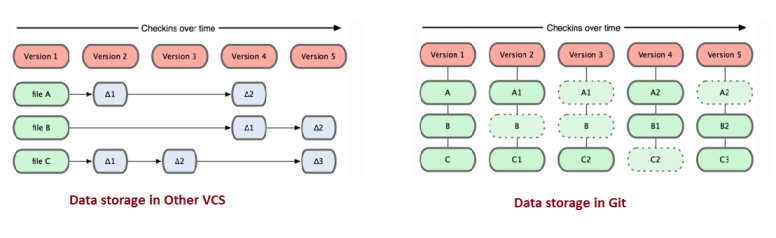 Checkins over time
Version 1 Version 2 Version 3 Version 4 Version 5
file A Δ1 Δ2
file B Δ1 Δ2
file C Δ1 Δ2 Δ3
Data storage in Other VCS
Checkins over time
Version 1 Version 2 Version 3 Version 4 Version 5
A A1 A1 A2 A2
B B B B1 B2
C C1 C2 C2 C3
Data storage in Git